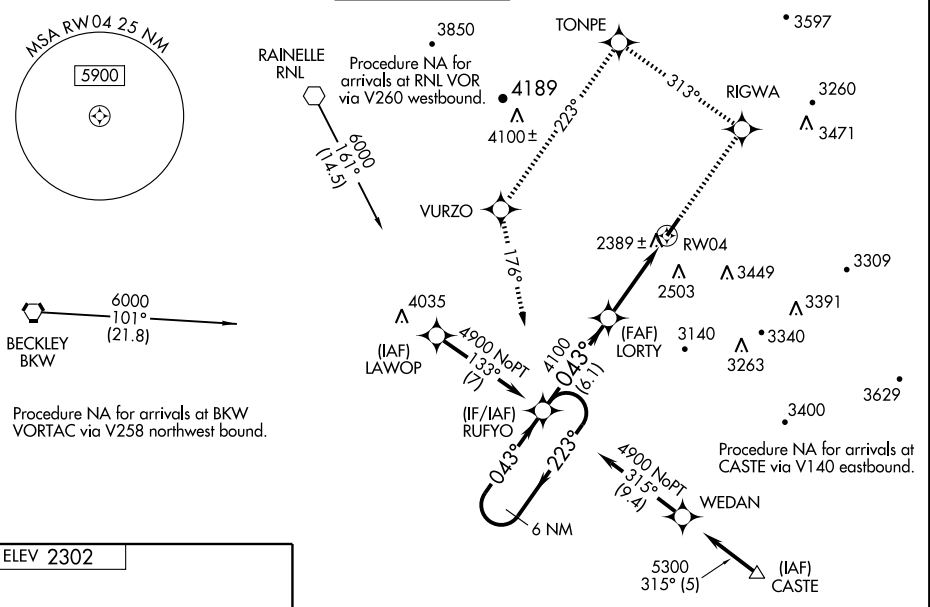 MSA RW04 25 NM
5900
RAINELLE
RNL
3850
Procedure NA for
arrivals at RNL VOR
via V260 westbound.
4189
4100±
6000
161°
(14.5)
TONPE
3597
223°
313°
RIGWA
3260
3471
VURZO
176°
2389±
RW04
2503
3449
3309
3391
3340
3263
3140
3629
3400
BECKLEY
BKW
6000
101°
(21.8)
Procedure NA for arrivals at BKW
VORTAC via V258 northwest bound.
4035
(IAF)
LAWOP
4900 NoPT
133°
(7)
4100
043°
(6.1)
(FAF)
LORTY
(IF/IAF)
RUFYO
043°
223°
6 NM
Procedure NA for arrivals at
CASTE via V140 eastbound.
4900 NoPT
315°
(9.4)
WEDAN
5300
315° (5)
(IAF)
CASTE
ELEV 2302